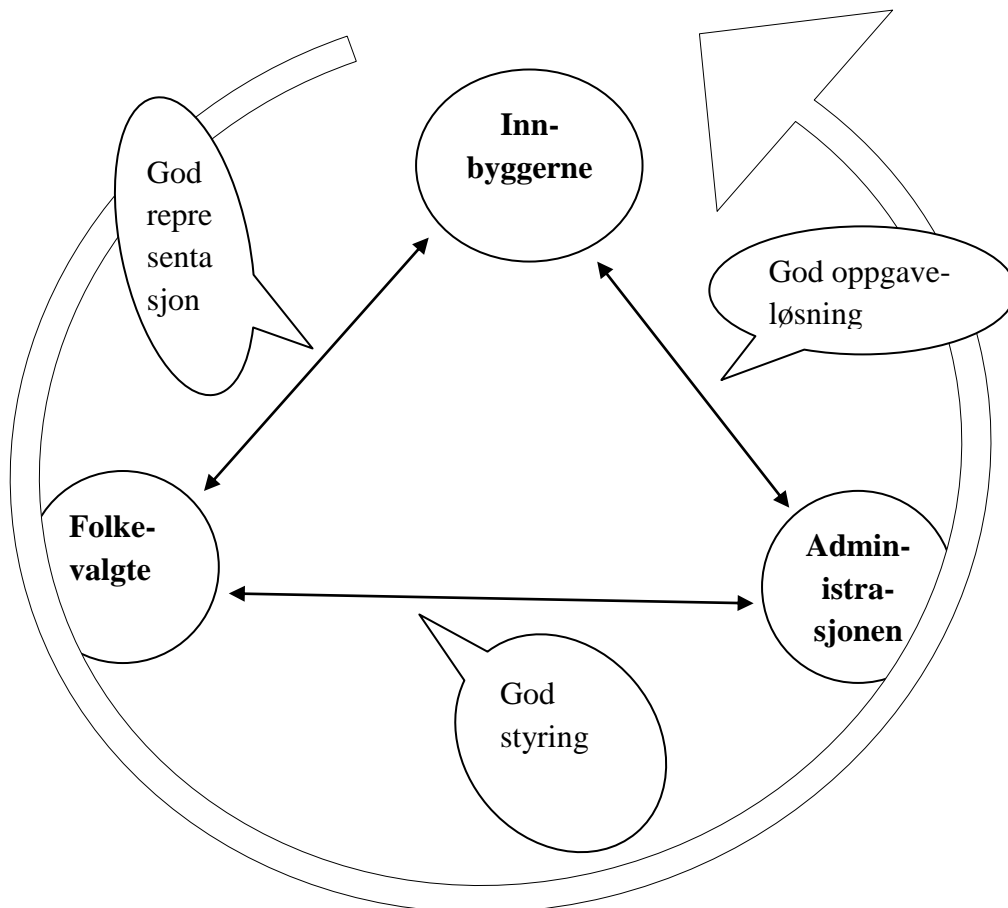 Inn-
byggerne
God
repre
senta
sjon
God oppgave-
løsning
Folke-
valgte
Admin-
istra-
sjonen
God
styring